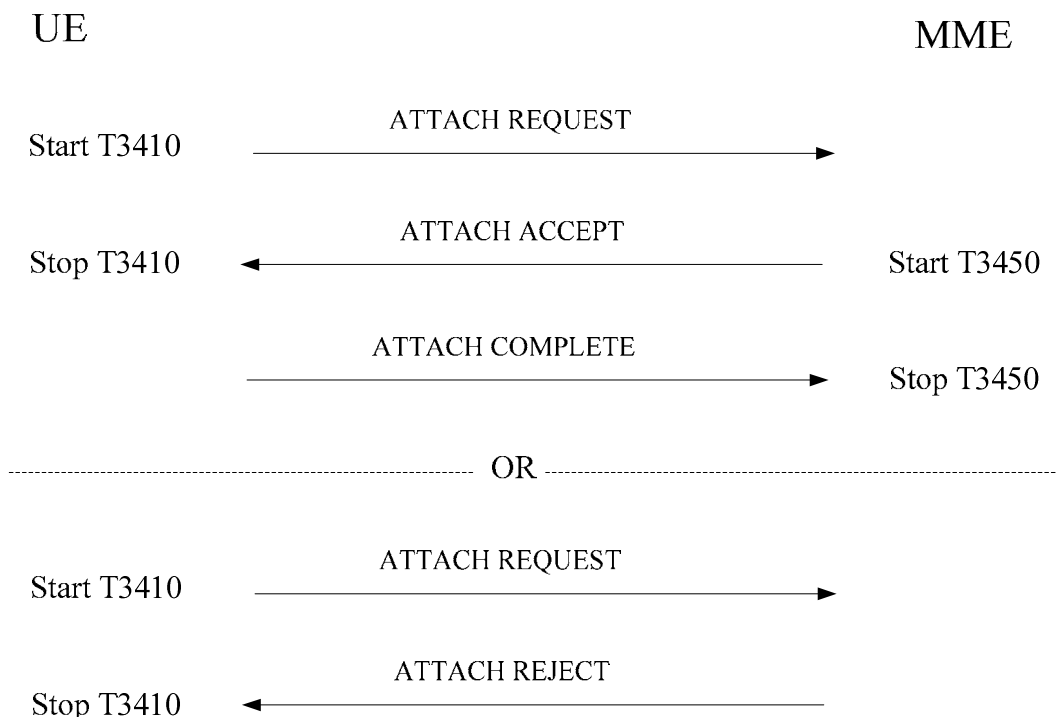 UE
MME
ATTACH REQUEST
Start T3410
ATTACH ACCEPT
Stop T3410
Start T3450
ATTACH COMPLETE
Stop T3450
OR
ATTACH REQUEST
Start T3410
ATTACH REJECT
Stop T3410